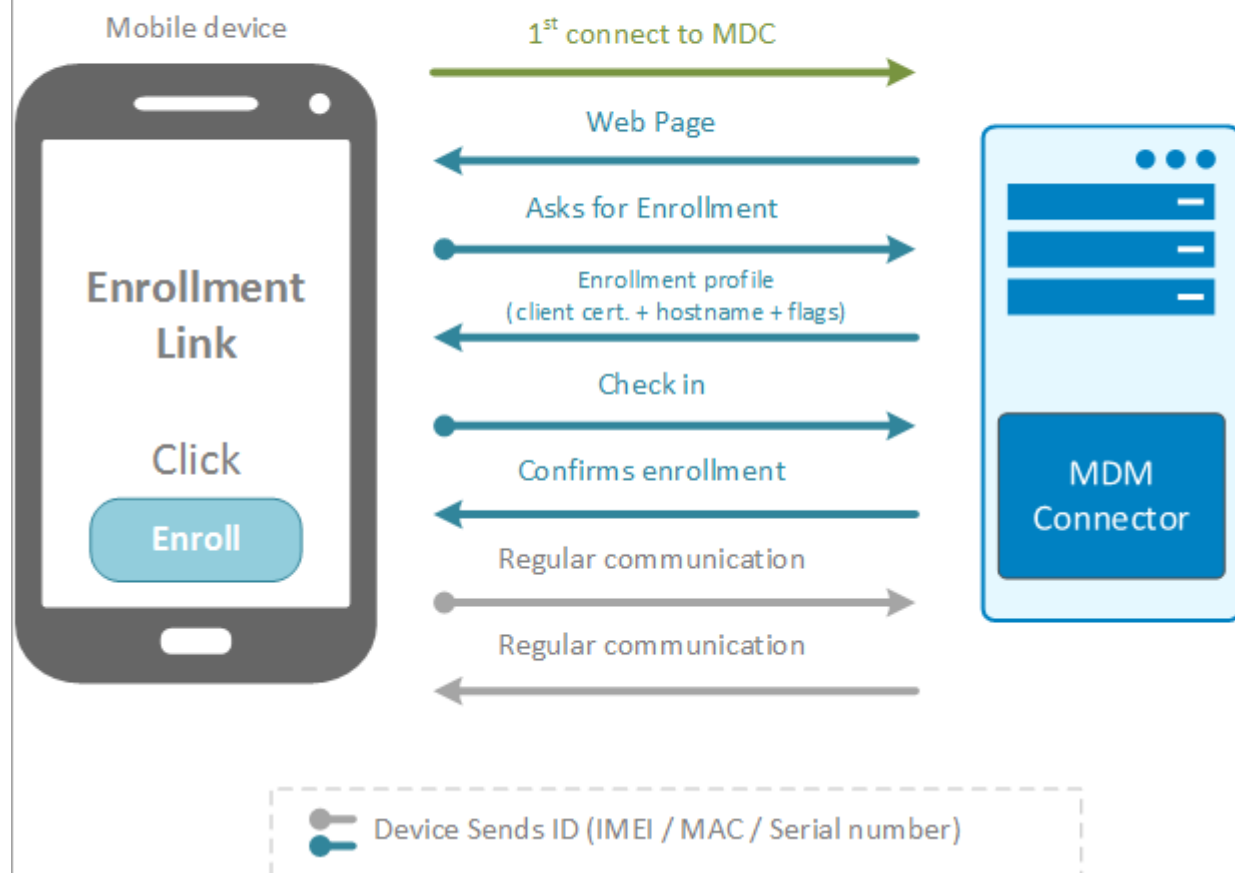 Mobile device
1st connect to MDC
Web Page
Asks for Enrollment
Enrollment profile
(client cert. + hostname + flags)
Check in
Confirms enrollment
Regular communication
Regular communication
Enrollment
Link
Click
Enroll
MDM
Connector
Device Sends ID (IMEI / MAC / Serial number)